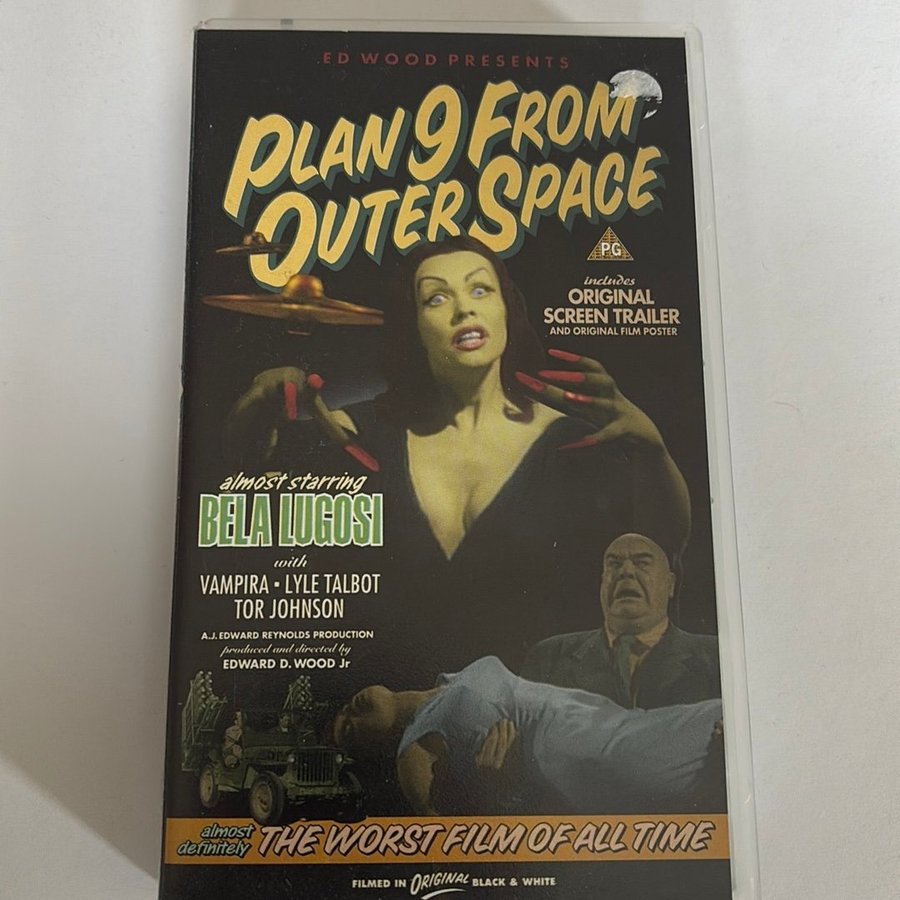 ED WOOD PRESENTS
PLAN 9 FROM
OUTER SPACE
PG
includes
ORIGINAL
SCREEN TRAILER
AND ORIGINAL FILM POSTER
almost starring
BELA LUGOSI
with
VAMPIRA • LYLE TALBOT
TOR JOHNSON
A.J. EDWARD REYNOLDS PRODUCTION
produced and directed by
EDWARD D. WOOD Jr
almost
definitely THE WORST FILM OF ALL TIME
FILMED IN ORIGINAL BLACK & WHITE